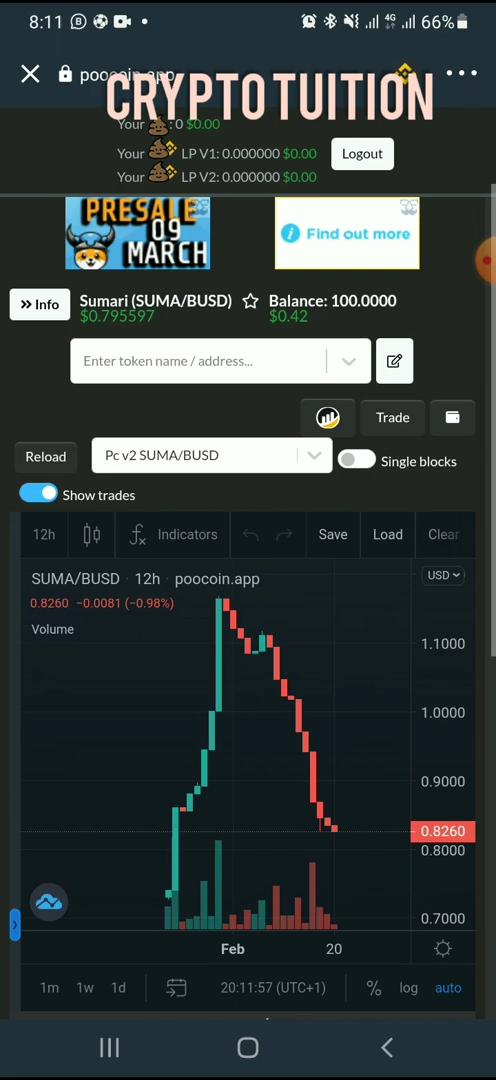 8:11
4G
66%
poocoin.app
CRYPTO TUITION
Your : 0 $0.00
Your LP V1: 0.000000 $0.00
Logout
Your LP V2: 0.000000 $0.00
PRESALE
09
MARCH
Find out more
Info
Sumari (SUMA/BUSD)
$0.795597
Balance: 100.0000
$0.42
Enter token name / address...
Trade
Reload
Pc v2 SUMA/BUSD
Single blocks
Show trades
12h
Indicators
Save
Load
Clear
SUMA/BUSD · 12h · poocoin.app
USD
0.8260 −0.0081 (−0.98%)
Volume
1.1000
1.0000
0.9000
0.8260
0.8000
0.7000
Feb
20
1m
1w
1d
20:11:57 (UTC+1)
%
log
auto